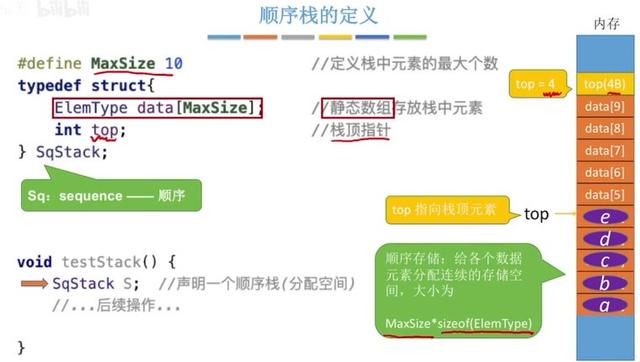 bilibili
顺序栈的定义
#define MaxSize 10 //定义栈中元素的最大个数
typedef struct{
ElemType data[MaxSize]; //静态数组存放栈中元素
int top; //栈顶指针
} SqStack;
Sq：sequence —— 顺序
void testStack() {
SqStack S; //声明一个顺序栈(分配空间)
//...后续操作...
}
内存
top = 4
top(4B)
data[9]
data[8]
data[7]
data[6]
data[5]
top 指向栈顶元素
top
e
d
c
b
a
顺序存储：给各个数据
元素分配连续的存储空
间，大小为
MaxSize*sizeof(ElemType)